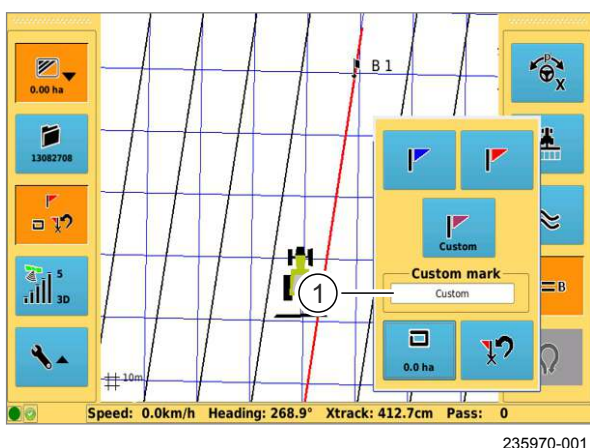 0.00 ha
13082708
5
3D
B 1
P
X
Custom
Custom mark
Custom
1
0.0 ha
= B
10m
Speed: 0.0km/h Heading: 268.9° Xtrack: 412.7cm Pass: 0
235970-001